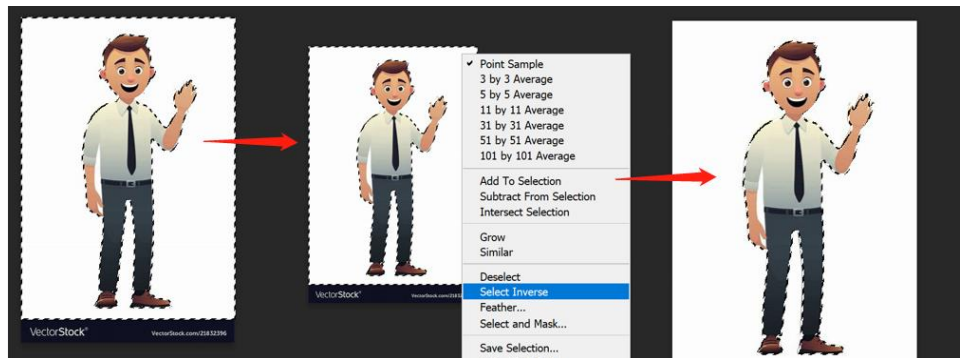 VectorStock®
VectorStock.com/21832396
VectorStock®
Point Sample
3 by 3 Average
5 by 5 Average
11 by 11 Average
31 by 31 Average
51 by 51 Average
101 by 101 Average
Add To Selection
Subtract From Selection
Intersect Selection
Grow
Similar
Deselect
Select Inverse
Feather...
Select and Mask...
Save Selection...